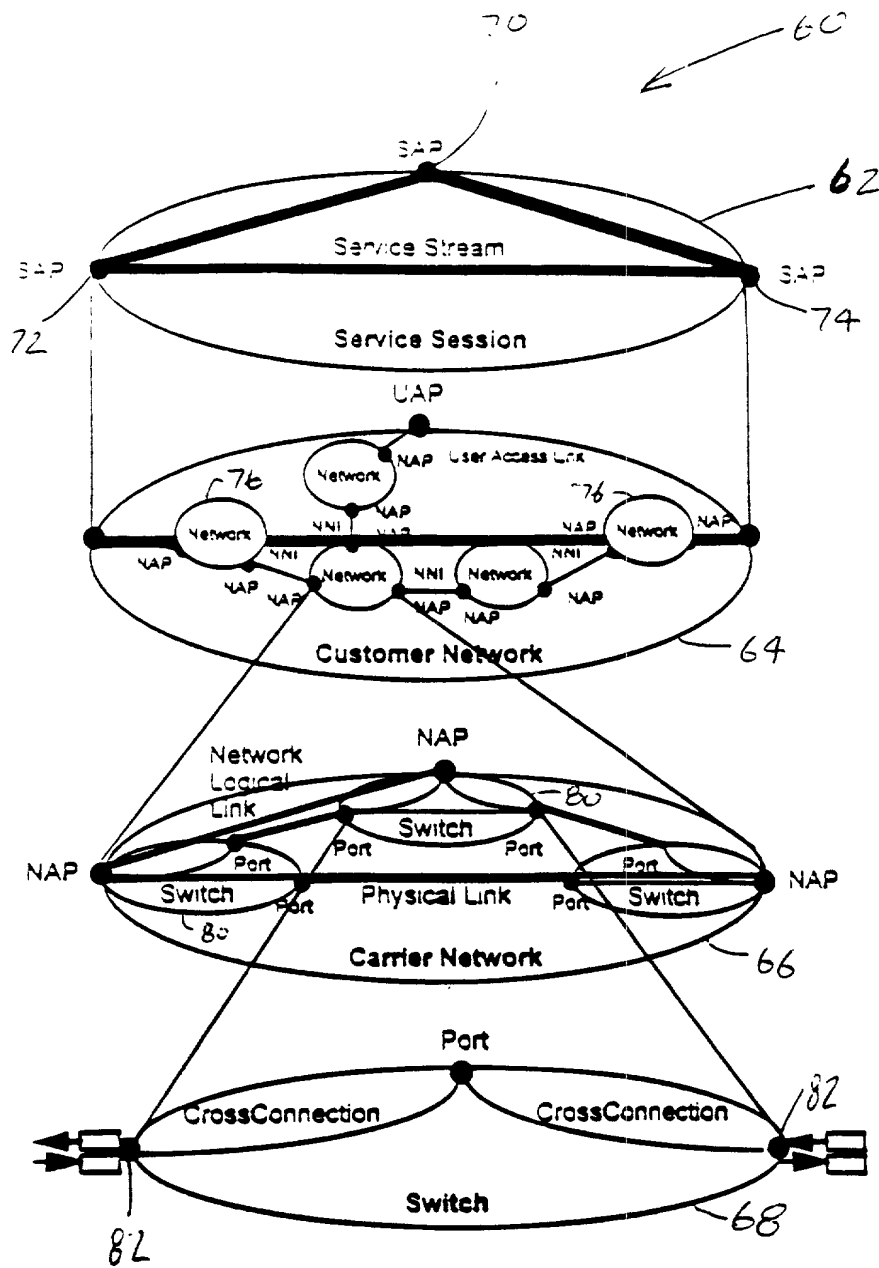 70
60
SAP
62
Service Stream
SAP
SAP
72
74
Service Session
UAP
User Access Link
NAP
76
Network
76
NAP
Network
NNI
NAP
NAP
Network
NAP
NAP
NNI
Network
NNI
Network
NNI
NAP
NAP
NAP
NAP
NAP
Customer Network
64
NAP
Network
Logical
Link
80
Switch
Port
Port
Port
Port
NAP
NAP
Switch
Physical Link
Switch
Port
Port
80
Carrier Network
66
Port
CrossConnection
CrossConnection
82
Switch
68
82